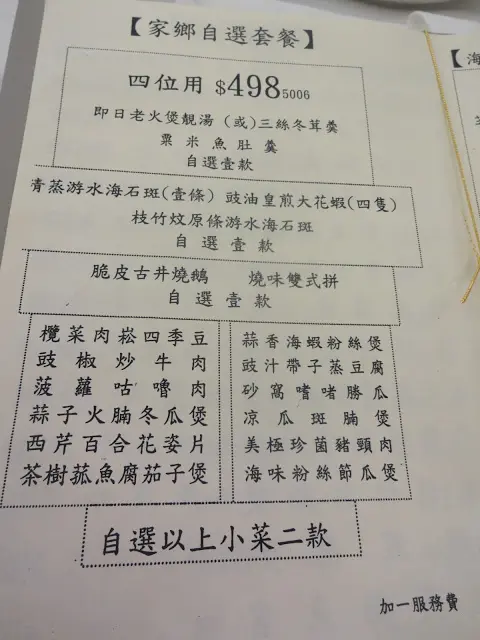 【家鄉自選套餐】
四位用 $498 5006
即日老火煲靚湯 (或)三絲冬茸羹
粟米魚肚羹
自選壹款
青蒸游水海石斑(壹條) 豉油皇煎大花蝦(四隻)
枝竹炆原條游水海石斑
自選壹款
脆皮古井燒鵝 燒味雙式拼
自選壹款
欖菜肉崧四季豆
豉椒炒牛肉
菠蘿咕嚕肉
蒜子火腩冬瓜煲
西芹百合花姿片
茶樹菰魚腐茄子煲
蒜香海蝦粉絲煲
豉汁帶子蒸豆腐
砂窩嗜嗜勝瓜
凉瓜斑腩煲
美極珍菌豬頸肉
海味粉絲節瓜煲
自選以上小菜二款
加一服務費
【海